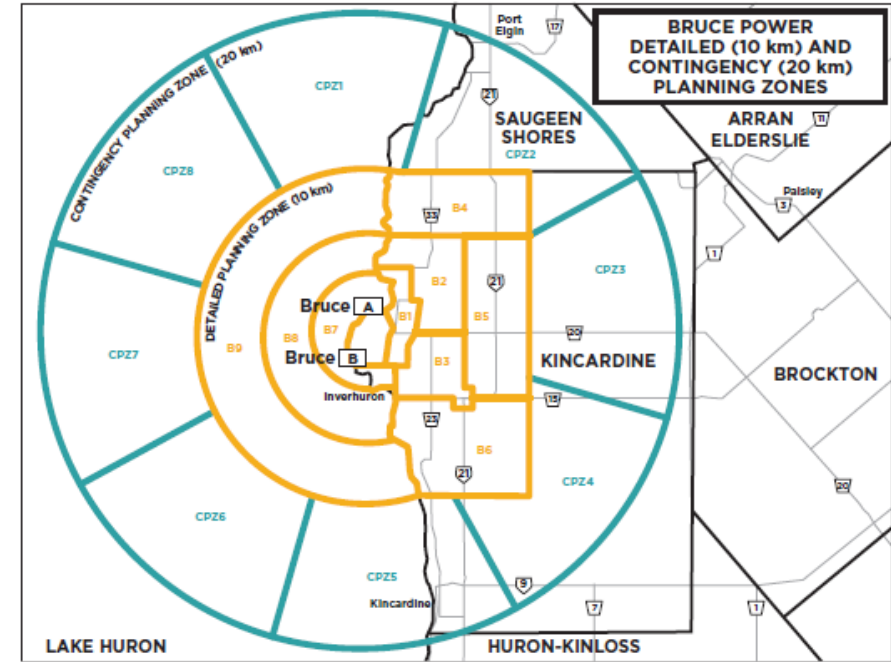 BRUCE POWER
DETAILED (10 km) AND
CONTINGENCY (20 km)
PLANNING ZONES
Port
Elgin
17
CONTINGENCY PLANNING ZONE (20 km)
CPZ1
21
SAUGEEN
SHORES
CPZ2
ARRAN
ELDERSLIE
11
CPZ8
DETAILED PLANNING ZONE (10 km)
B4
33
Paisley
3
1
B2
21
CPZ3
Bruce A
B1
B5
B7
B8
B9
CPZ7
20
Bruce B
B3
KINCARDINE
BROCKTON
Inverhuron
15
23
B6
21
CPZ4
20
CPZ6
CPZ5
9
Kincardine
7
1
LAKE HURON
HURON-KINLOSS